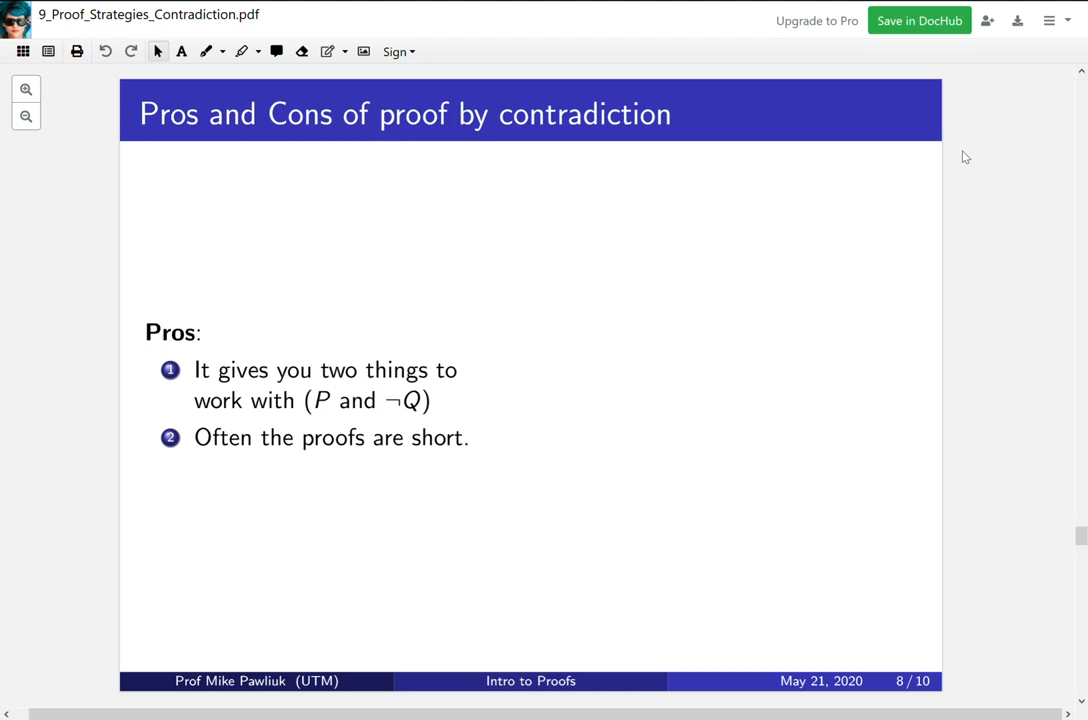 9_Proof_Strategies_Contradiction.pdf
Upgrade to Pro
Save in DocHub
A
Sign
Pros and Cons of proof by contradiction
Pros:
1 It gives you two things to
work with (P and ¬Q)
2 Often the proofs are short.
Prof Mike Pawliuk (UTM)
Intro to Proofs
May 21, 2020
8 / 10